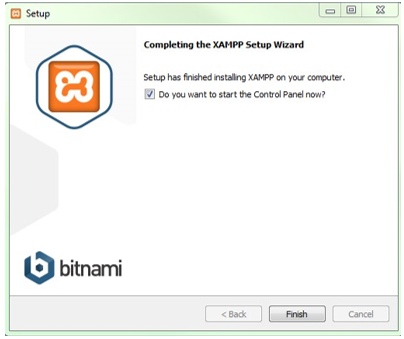 Setup
Completing the XAMPP Setup Wizard
Setup has finished installing XAMPP on your computer.
Do you want to start the Control Panel now?
bitnami
< Back
Finish
Cancel